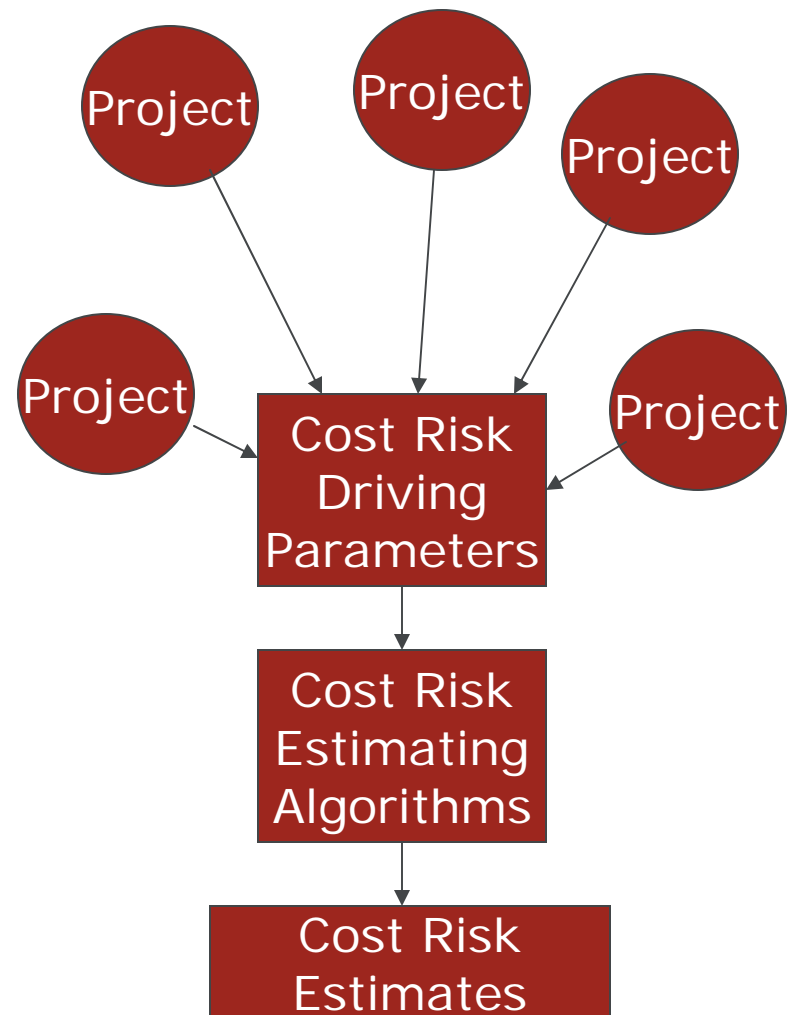 Project
Project
Project
Project
Project
Cost Risk
Driving
Parameters
Cost Risk
Estimating
Algorithms
Cost Risk
Estimates